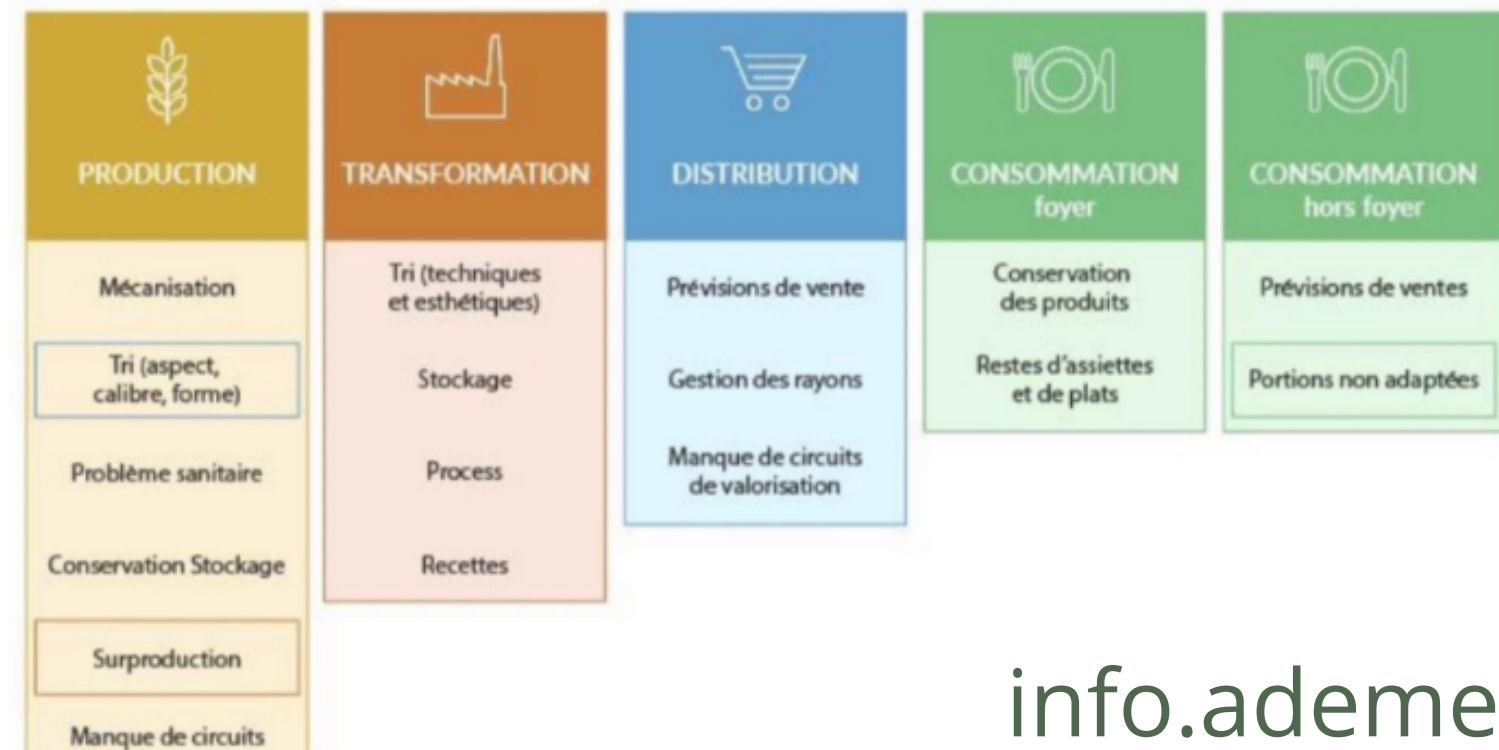 PRODUCTION
Mécanisation
Tri (aspect,
calibre, forme)
Problème sanitaire
Conservation Stockage
Surproduction
Manque de circuits
TRANSFORMATION
Tri (techniques
et esthétiques)
Stockage
Process
Recettes
DISTRIBUTION
Prévisions de vente
Gestion des rayons
Manque de circuits
de valorisation
CONSOMMATION
foyer
Conservation
des produits
Restes d'assiettes
et de plats
CONSOMMATION
hors foyer
Prévisions de ventes
Portions non adaptées
info.ademe